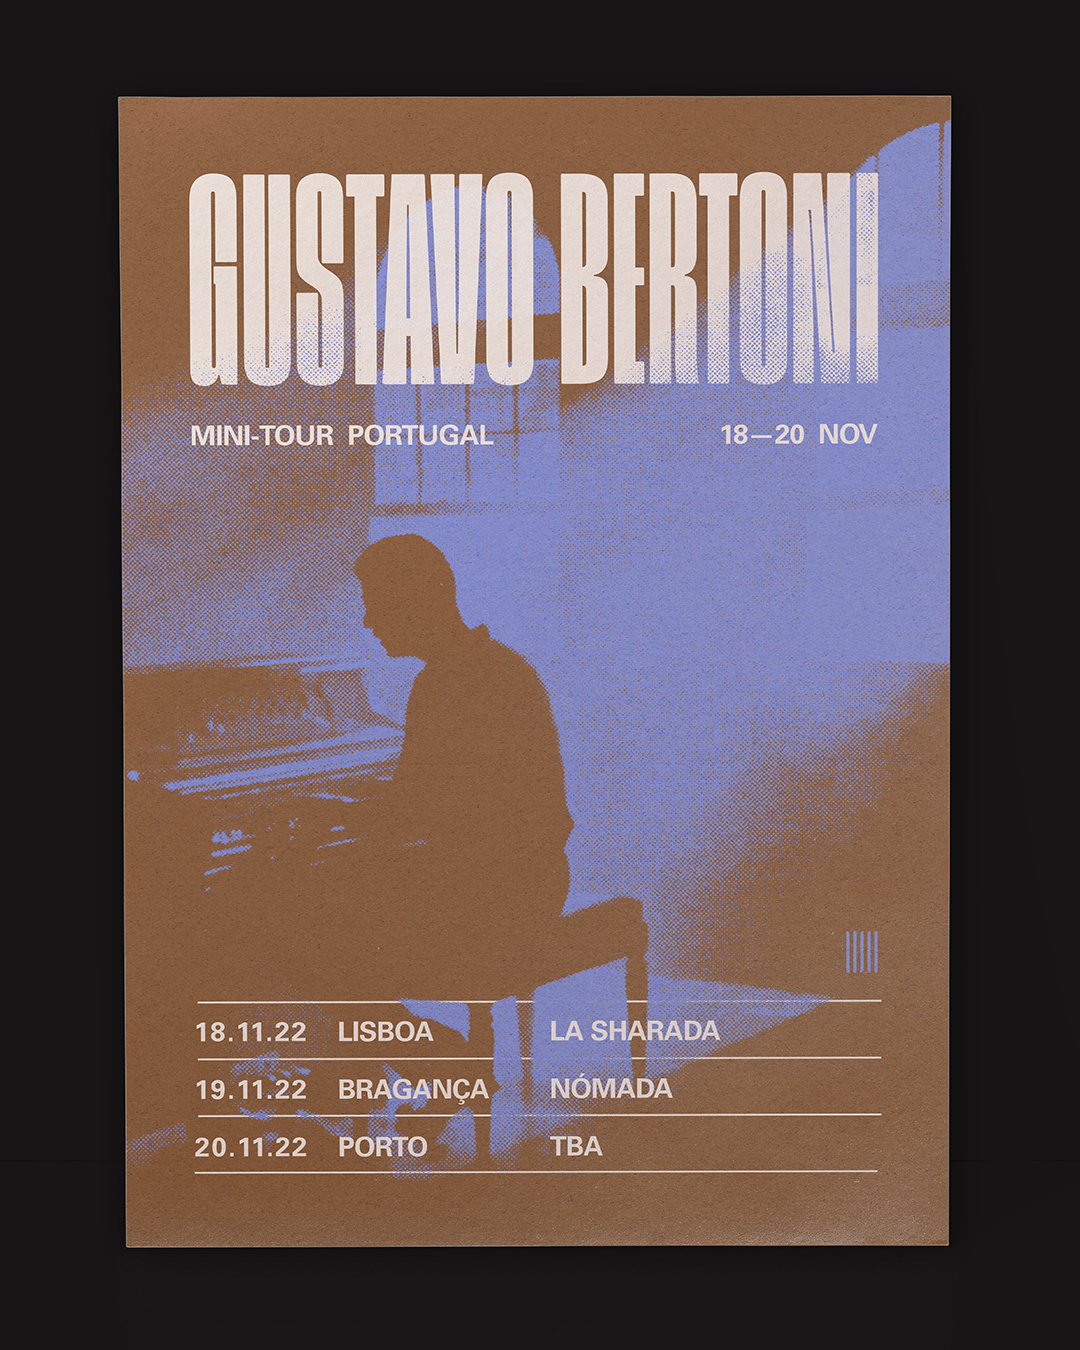 GUSTAVO BERTONI
MINI-TOUR PORTUGAL 18—20 NOV
18.11.22 LISBOA LA SHARADA
19.11.22 BRAGANÇA NÓMADA
20.11.22 PORTO TBA